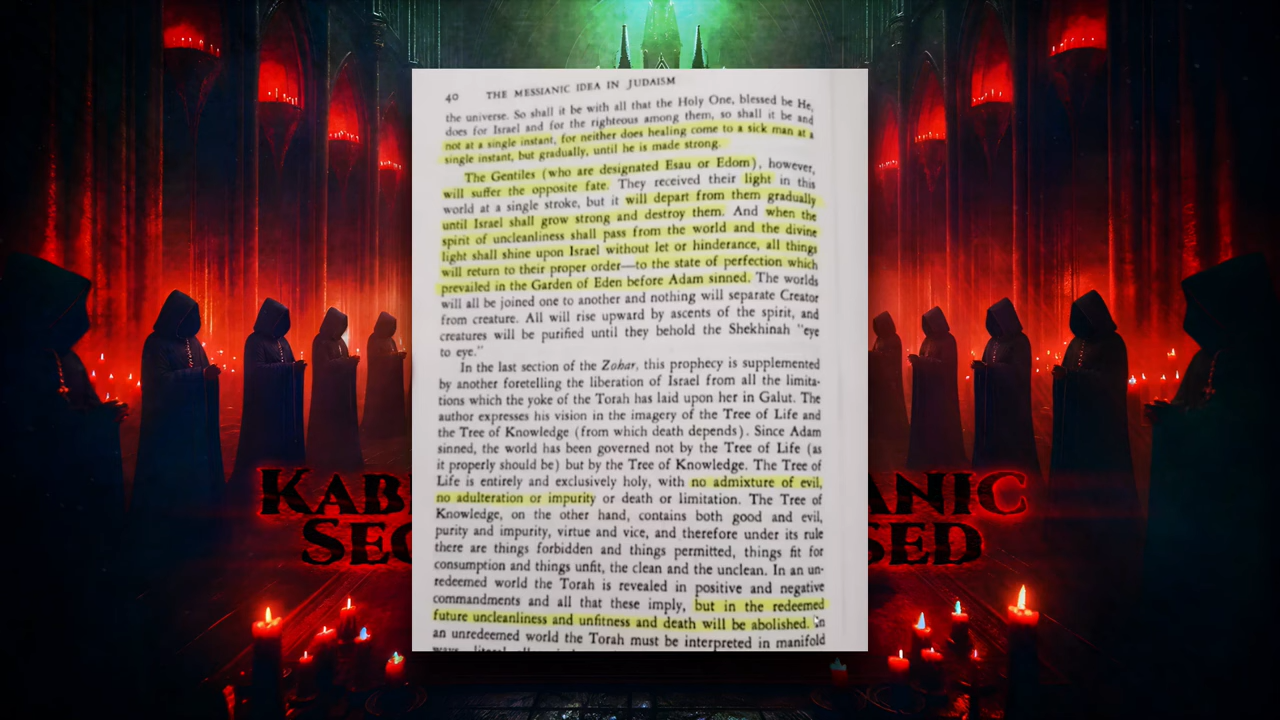 40 THE MESSIANIC IDEA IN JUDAISM
the universe. So shall it be with all that the Holy One, blessed be He,
does for Israel and for the righteous among them, so shall it be and
not at a single instant, for neither does healing come to a sick man at a
single instant, but gradually, until he is made strong.
The Gentiles (who are designated Esau or Edom), however,
will suffer the opposite fate. They received their light in this
world at a single stroke, but it will depart from them gradually
until Israel shall grow strong and destroy them. And when the
spirit of uncleanliness shall pass from the world and the divine
light shall shine upon Israel without let or hinderance, all things
will return to their proper order—to the state of perfection which
prevailed in the Garden of Eden before Adam sinned. The worlds
will all be joined one to another and nothing will separate Creator
from creature. All will rise upward by ascents of the spirit, and
creatures will be purified until they behold the Shekhinah "eye
to eye."
In the last section of the Zohar, this prophecy is supplemented
by another foretelling the liberation of Israel from all the limita-
tions which the yoke of the Torah has laid upon her in Galut. The
author expresses his vision in the imagery of the Tree of Life and
the Tree of Knowledge (from which death depends). Since Adam
sinned, the world has been governed not by the Tree of Life (as
it properly should be) but by the Tree of Knowledge. The Tree of
Life is entirely and exclusively holy, with no admixture of evil,
no adulteration or impurity or death or limitation. The Tree of
Knowledge, on the other hand, contains both good and evil,
purity and impurity, virtue and vice, and therefore under its rule
there are things forbidden and things permitted, things fit for
consumption and things unfit, the clean and the unclean. In an un-
redeemed world the Torah is revealed in positive and negative
commandments and all that these imply, but in the redeemed
future uncleanliness and unfitness and death will be abolished. In
an unredeemed world the Torah must be interpreted in manifold
KAB ANIC
SEC SED